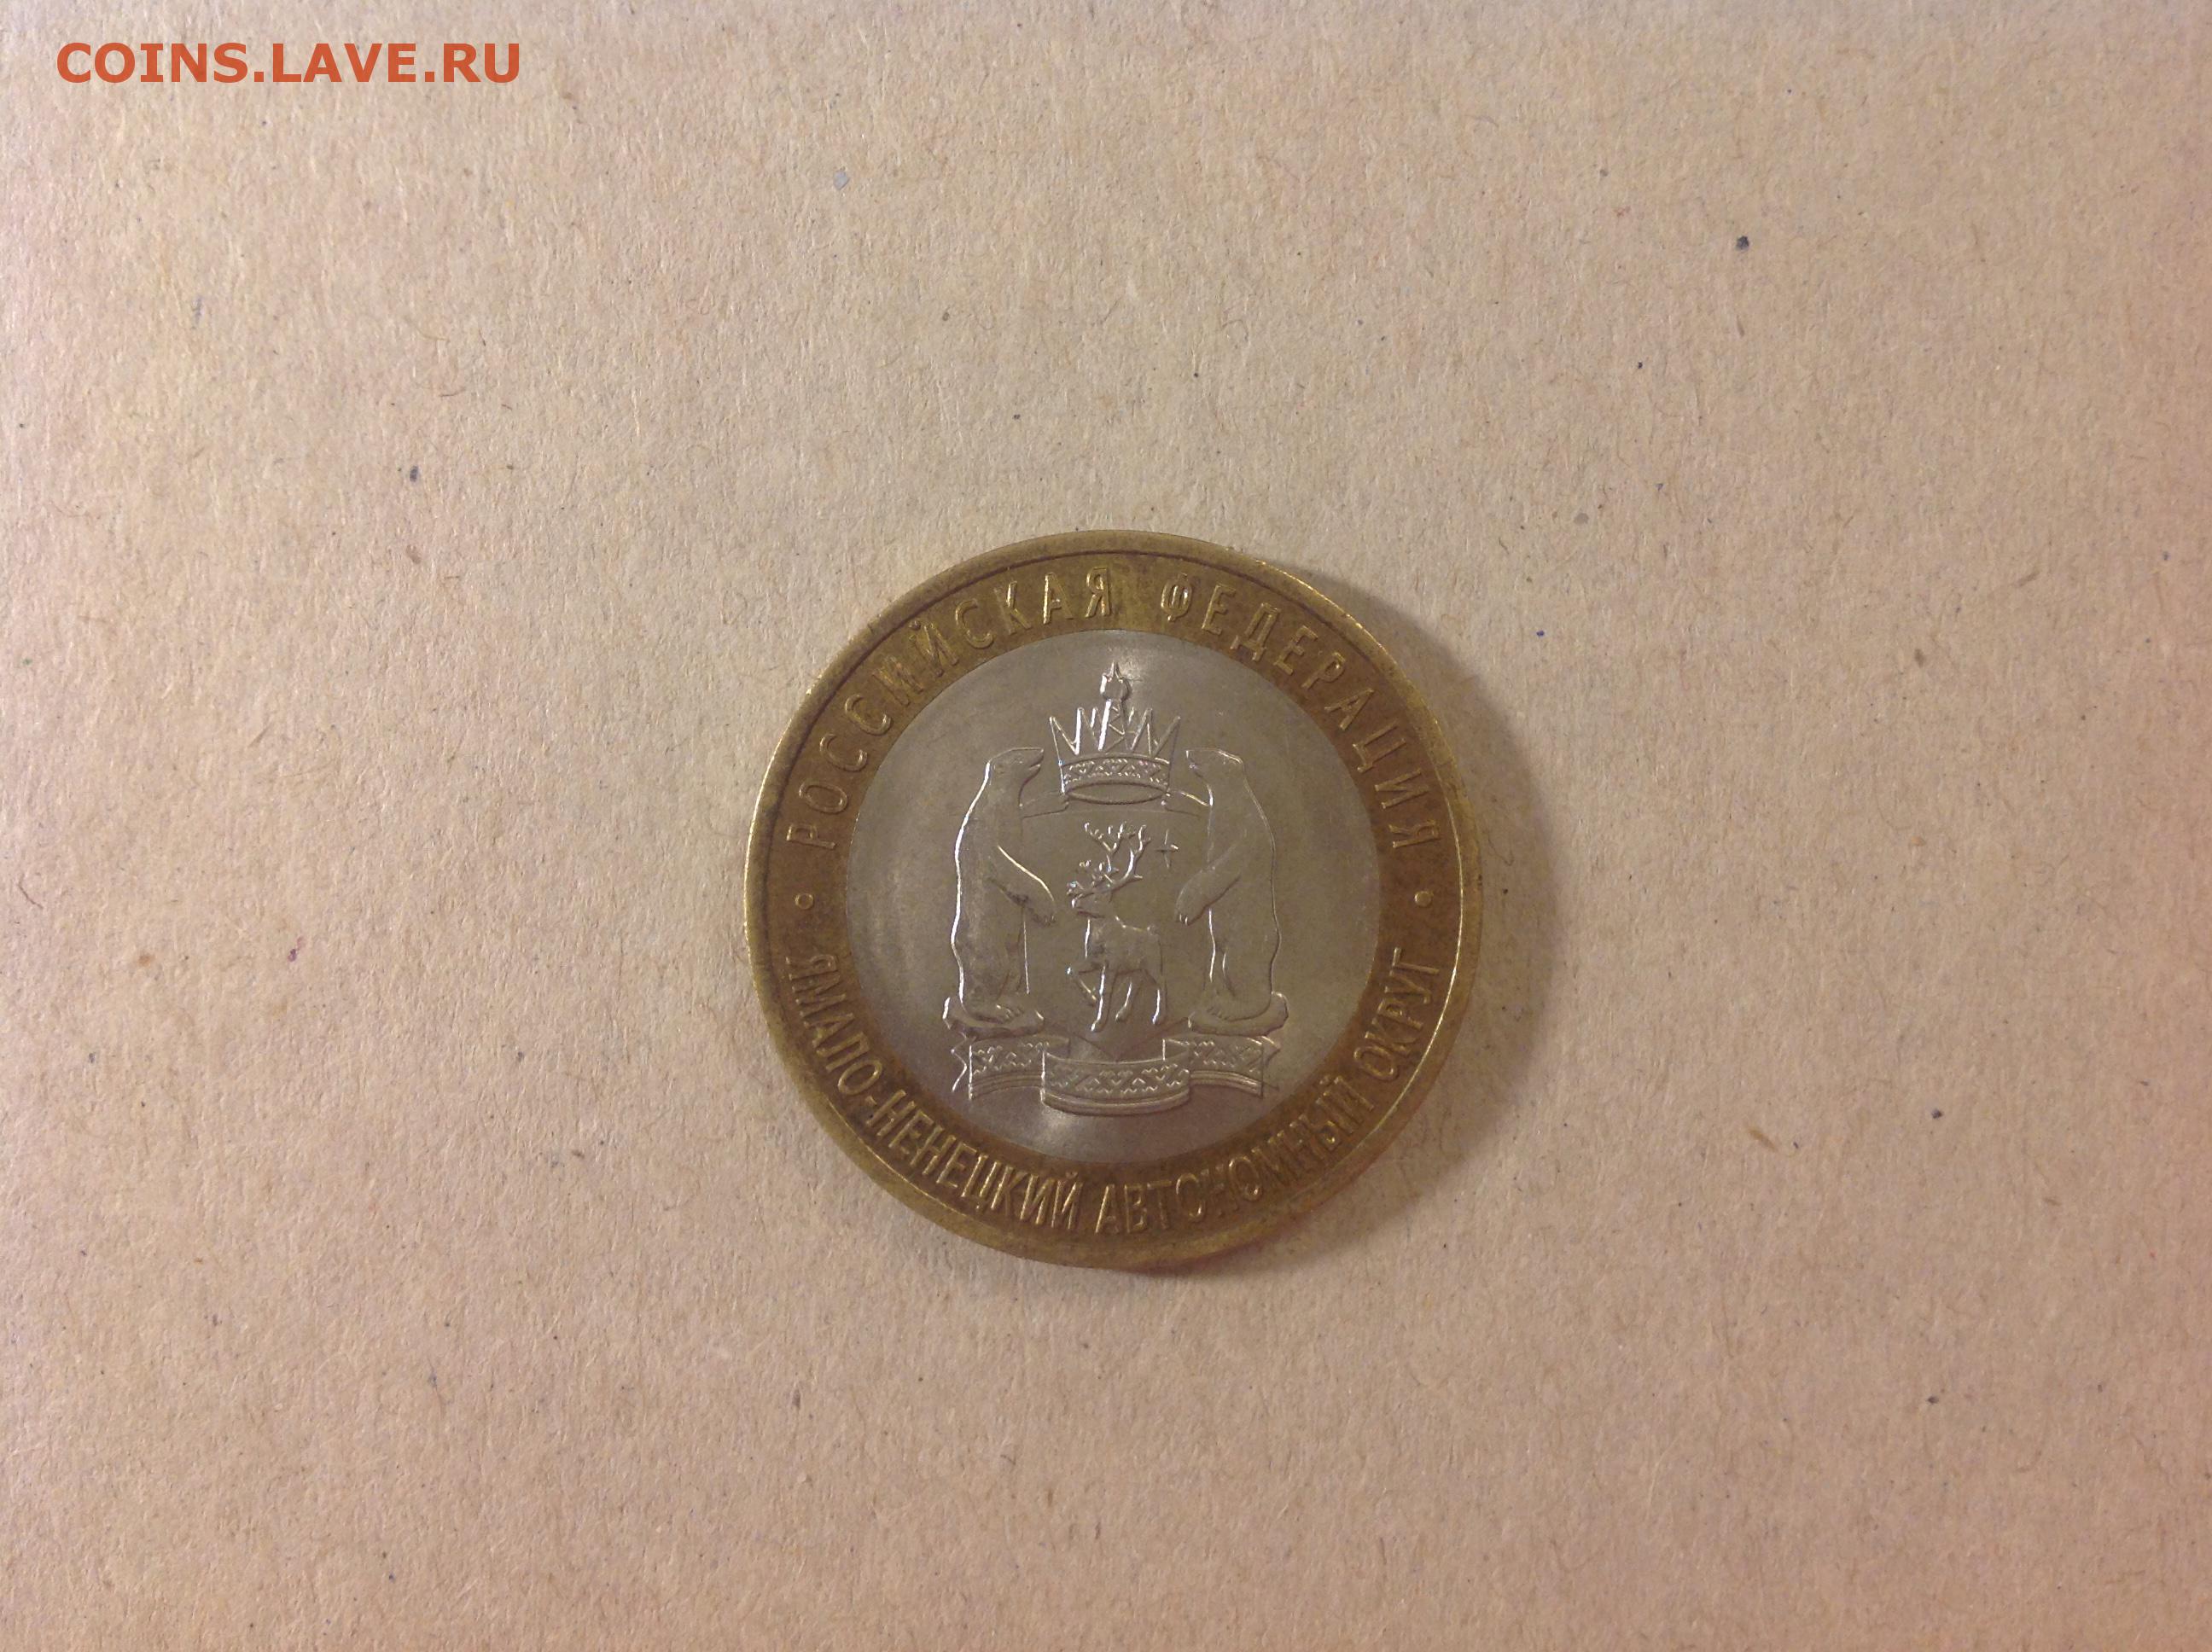 COINS.LAVE.RU
РОССИЙСКАЯ ФЕДЕРАЦИЯ
ЯМАЛО-НЕНЕЦКИЙ АВТОНОМНЫЙ ОКРУГ